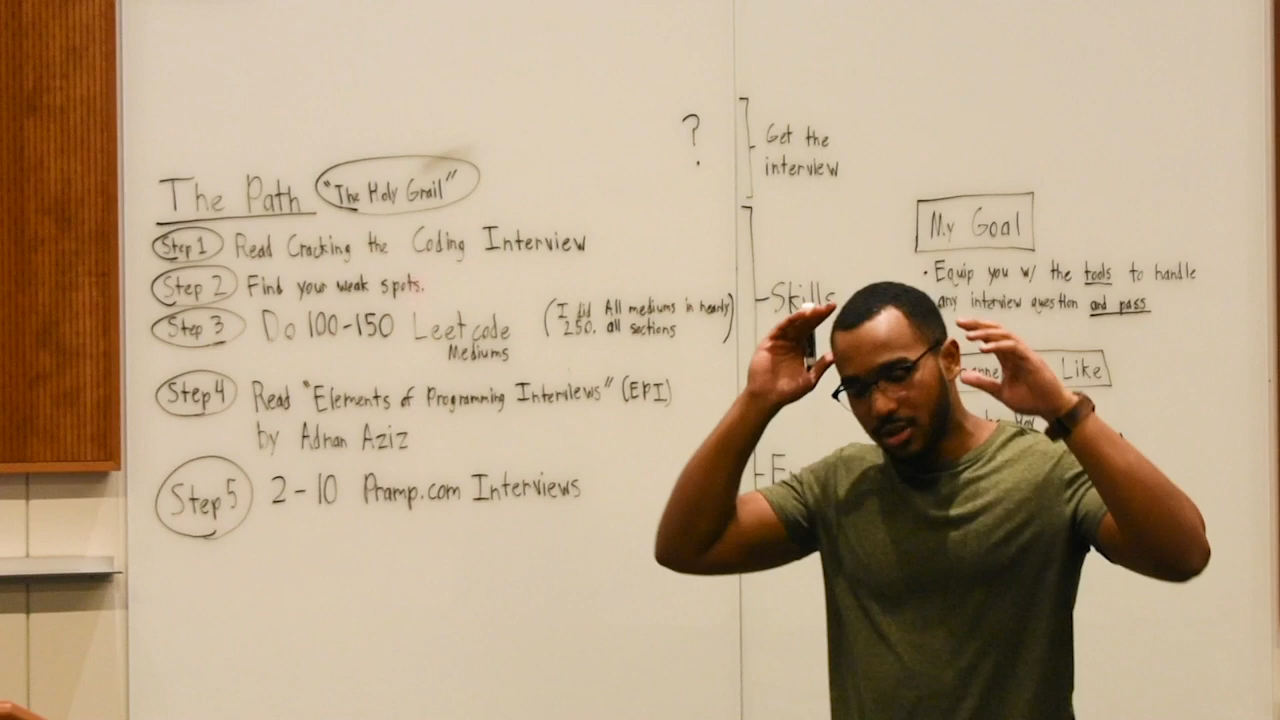 The Path "The Holy Grail"
Step 1 Read Cracking the Coding Interview
Step 2 Find your weak spots.
Step 3 Do 100-150 Leetcode
Mediums
(I did All mediums in nearly
250. all sections)
Step 4 Read "Elements of Programming Interviews" (EPI)
by Adnan Aziz
Step 5 2-10 Pramp.com Interviews
?
Get the
interview
Skills
My Goal
• Equip you w/ the tools to handle
any interview question and pass
Like